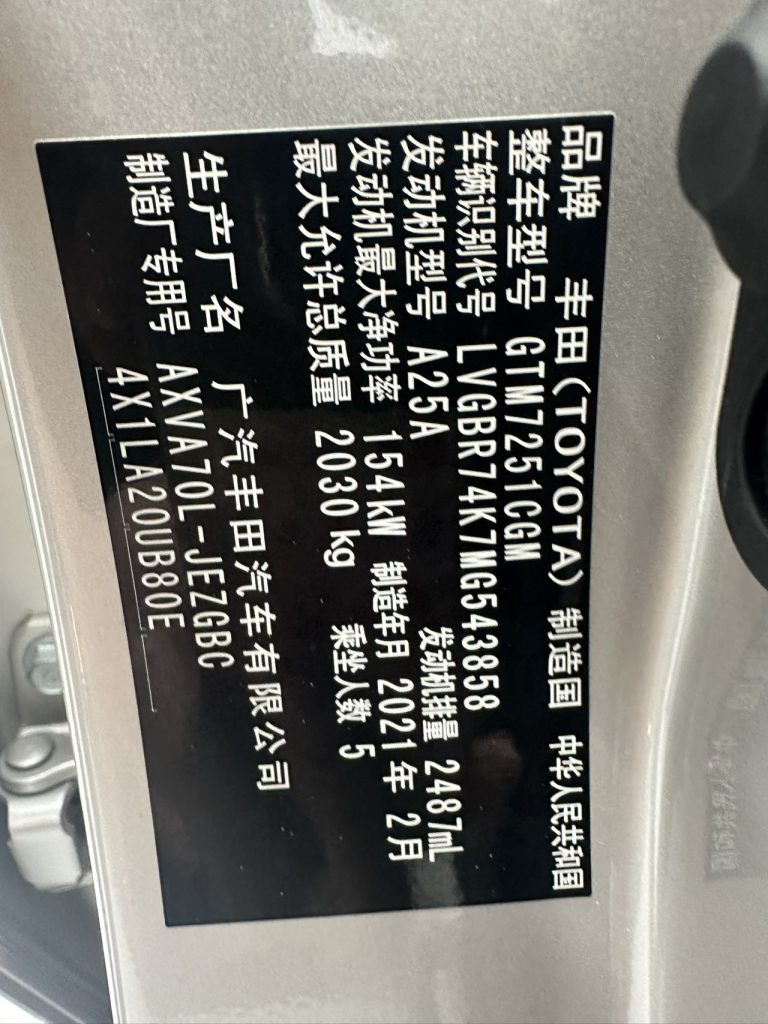 品牌 丰田(TOYOTA) 制造国 中华人民共和国
整车型号 GTM7251CGM
车辆识别代号 LVGBR74K7MG543858
发动机型号 A25A 发动机排量 2487mL
发动机最大净功率 154kW 制造年月 2021年 2月
最大允许总质量 2030kg 乘坐人数 5
生产厂名 广汽丰田汽车有限公司
制造厂专用号 AXVA70L-JEZGBC
4X1LA20UB80E